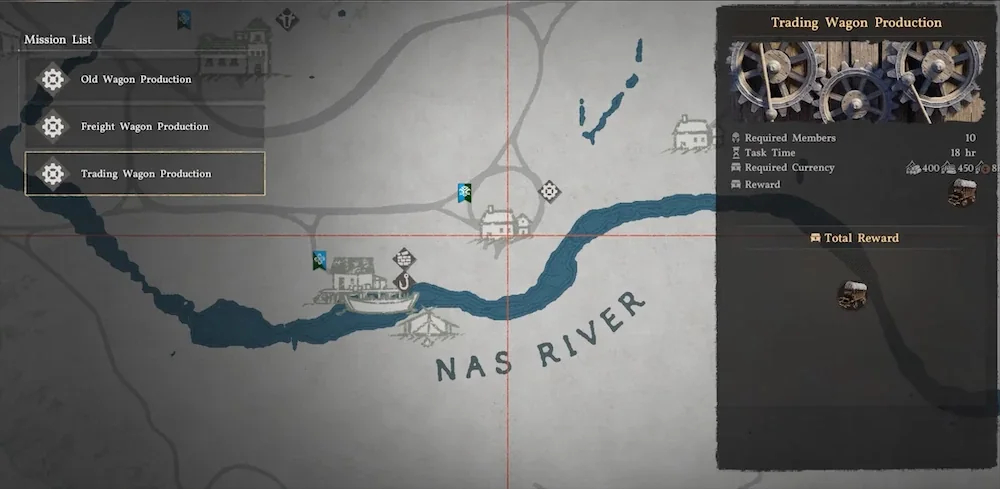 Mission List
Old Wagon Production
Freight Wagon Production
Trading Wagon Production
NAS RIVER
Trading Wagon Production
Required Members 10
Task Time 18 hr
Required Currency 400 450 8
Reward
Total Reward